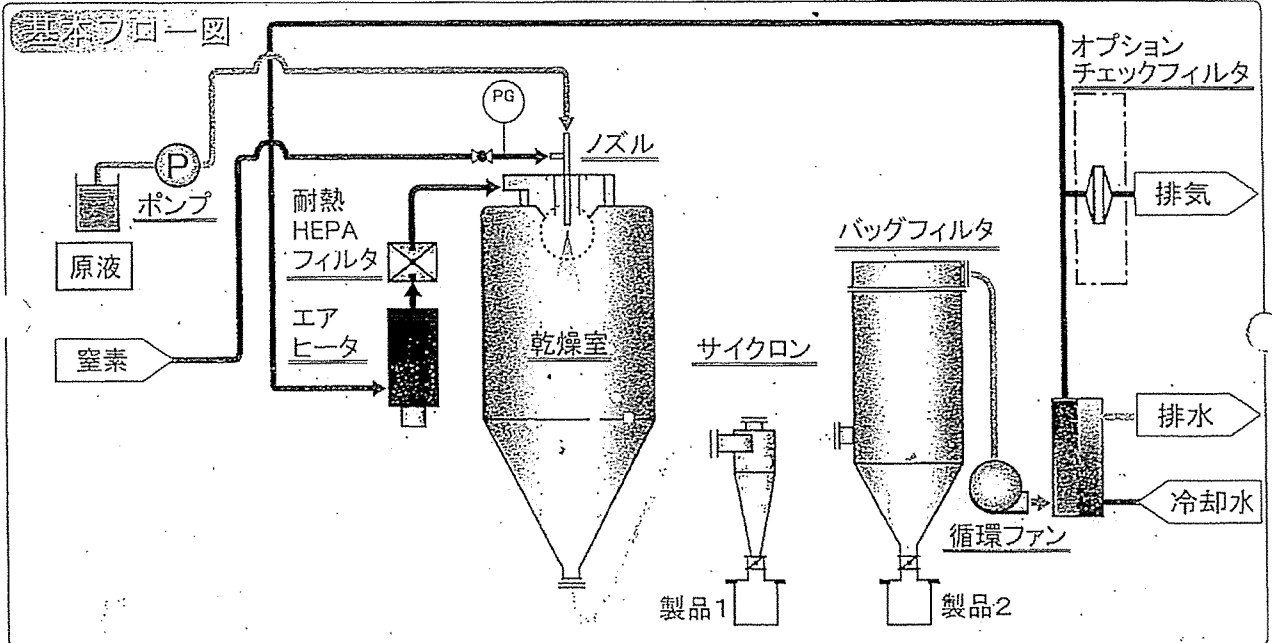 基本フロー図
オプション
チェックフィルタ
PG
ノズル
P
ポンプ
耐熱
HEPA
フィルタ
排気
バッグフィルタ
原液
エア
ヒータ
窒素
乾燥室
サイクロン
排水
冷却水
循環ファン
製品1
製品2